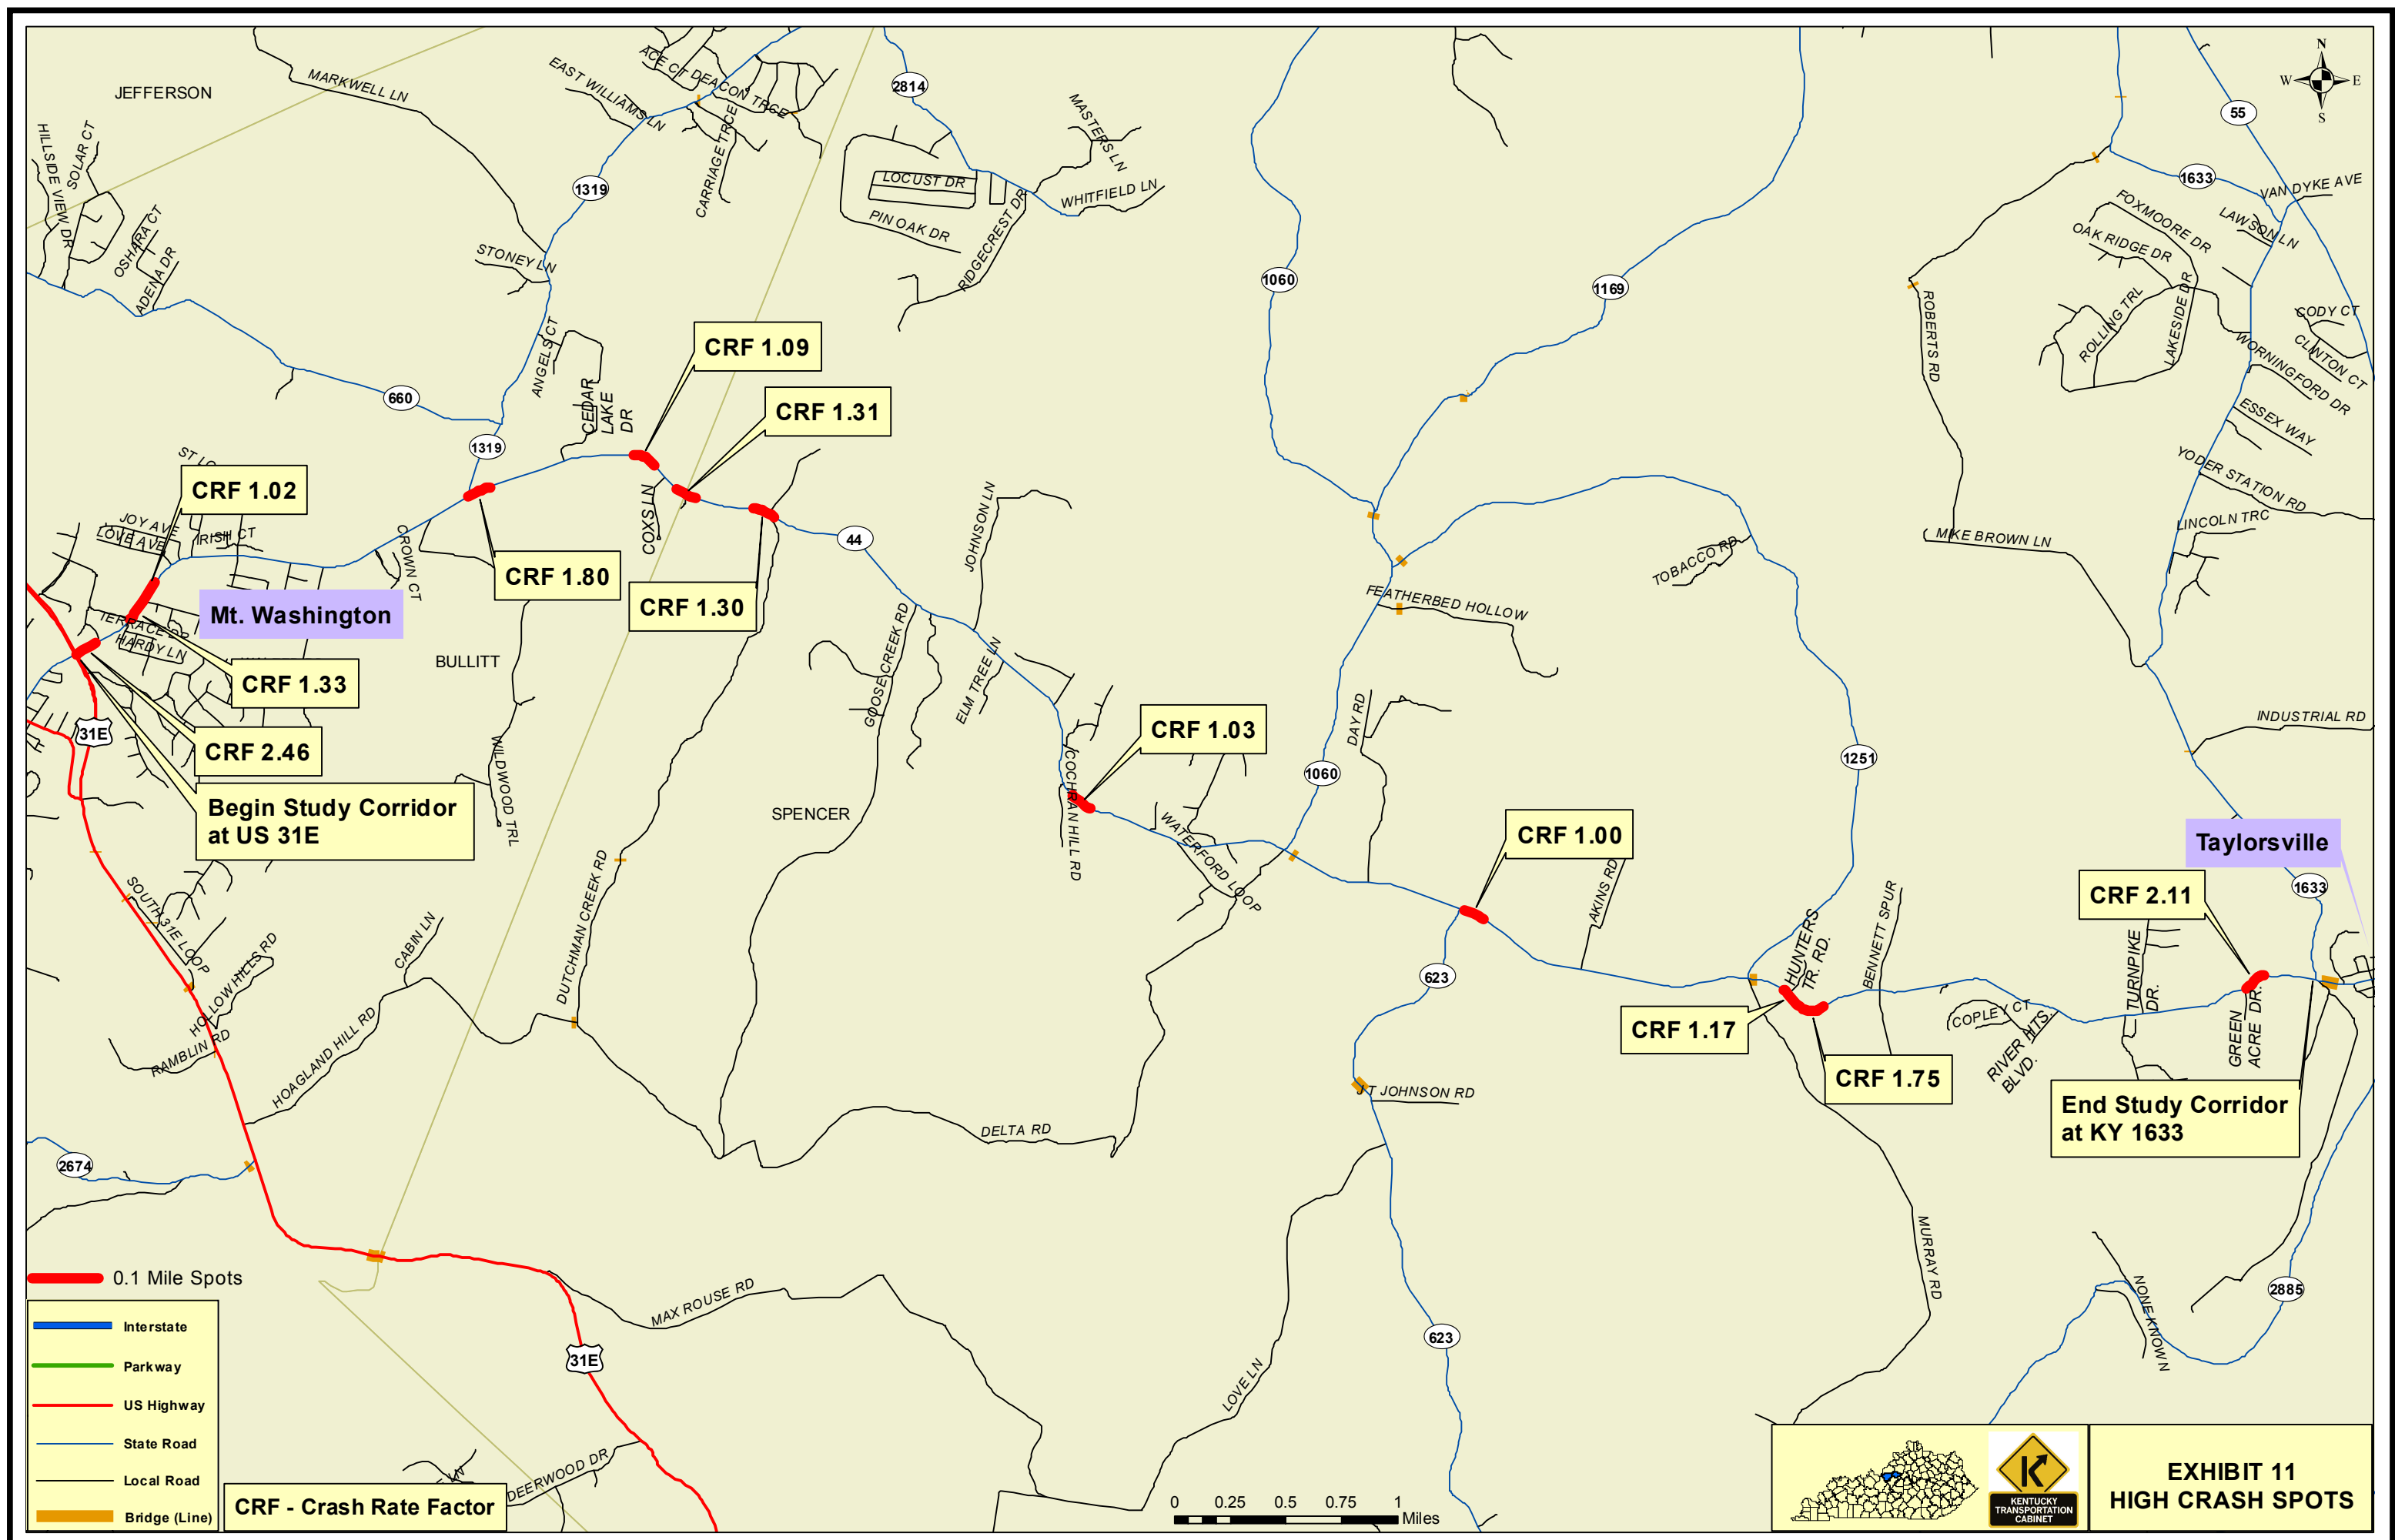 JEFFERSON
MARKWELL LN
EAST WILLIAMS LN
ACE CT
DEACON TRCE
CARRIAGE TRCE
2814
MASTERS LN
WHITFIELD LN
LOCUST DR
PIN OAK DR
RIDGECREST DR
N
W
E
S
55
1633
VAN DYKE AVE
FOXMOORE DR
LAWSON LN
OAK RIDGE DR
ROLLING TRL
LAKESIDE DR
CODY CT
CLINTON CT
WORNINGFORD DR
ESSEX WAY
YODER STATION RD
LINCOLN TRC
MIKE BROWN LN
ROBERTS RD
INDUSTRIAL RD
HILLSIDE VIEW DR
SOLAR CT
OSHARA CT
ADENA DR
1319
STONEY LN
ANGELS CT
CEDAR
LAKE
DR
660
1319
1060
1169
CRF 1.09
CRF 1.31
CRF 1.02
CRF 1.80
CRF 1.30
COXS LN
44
JOHNSON LN
JOY AVE
LOVE AVE
IRISH CT
CROWN CT
Mt. Washington
TERRACE DR
HARDY LN
BULLITT
CRF 1.33
CRF 2.46
31E
Begin Study Corridor
at US 31E
WILDWOOD TRL
GOOSE CREEK RD
ELM TREE LN
SPENCER
CRF 1.03
COCHRAN HILL RD
WATERFORD LOOP
FEATHERBED HOLLOW
TOBACCO RD
DAY RD
1060
1251
CRF 1.00
AKINS RD
HUNTERS
TR. RD.
BENNETT SPUR
CRF 1.17
CRF 1.75
COPLEY CT
RIVER HTS.
BLVD.
TURNPIKE
DR.
GREEN
ACRE DR.
CRF 2.11
Taylorsville
1633
End Study Corridor
at KY 1633
SOUTH 31E LOOP
HOLLOW HILLS RD
RAMBLIN RD
CABIN LN
HOAGLAND HILL RD
DUTCHMAN CREEK RD
DELTA RD
623
J T JOHNSON RD
2674
MURRAY RD
NONE KNOWN
2885
MAX ROUSE RD
31E
LOVE LN
623
DEERWOOD DR
0.1 Mile Spots
Interstate
Parkway
US Highway
State Road
Local Road
Bridge (Line)
CRF - Crash Rate Factor
0 0.25 0.5 0.75 1
Miles
KENTUCKY
TRANSPORTATION
CABINET
EXHIBIT 11
HIGH CRASH SPOTS